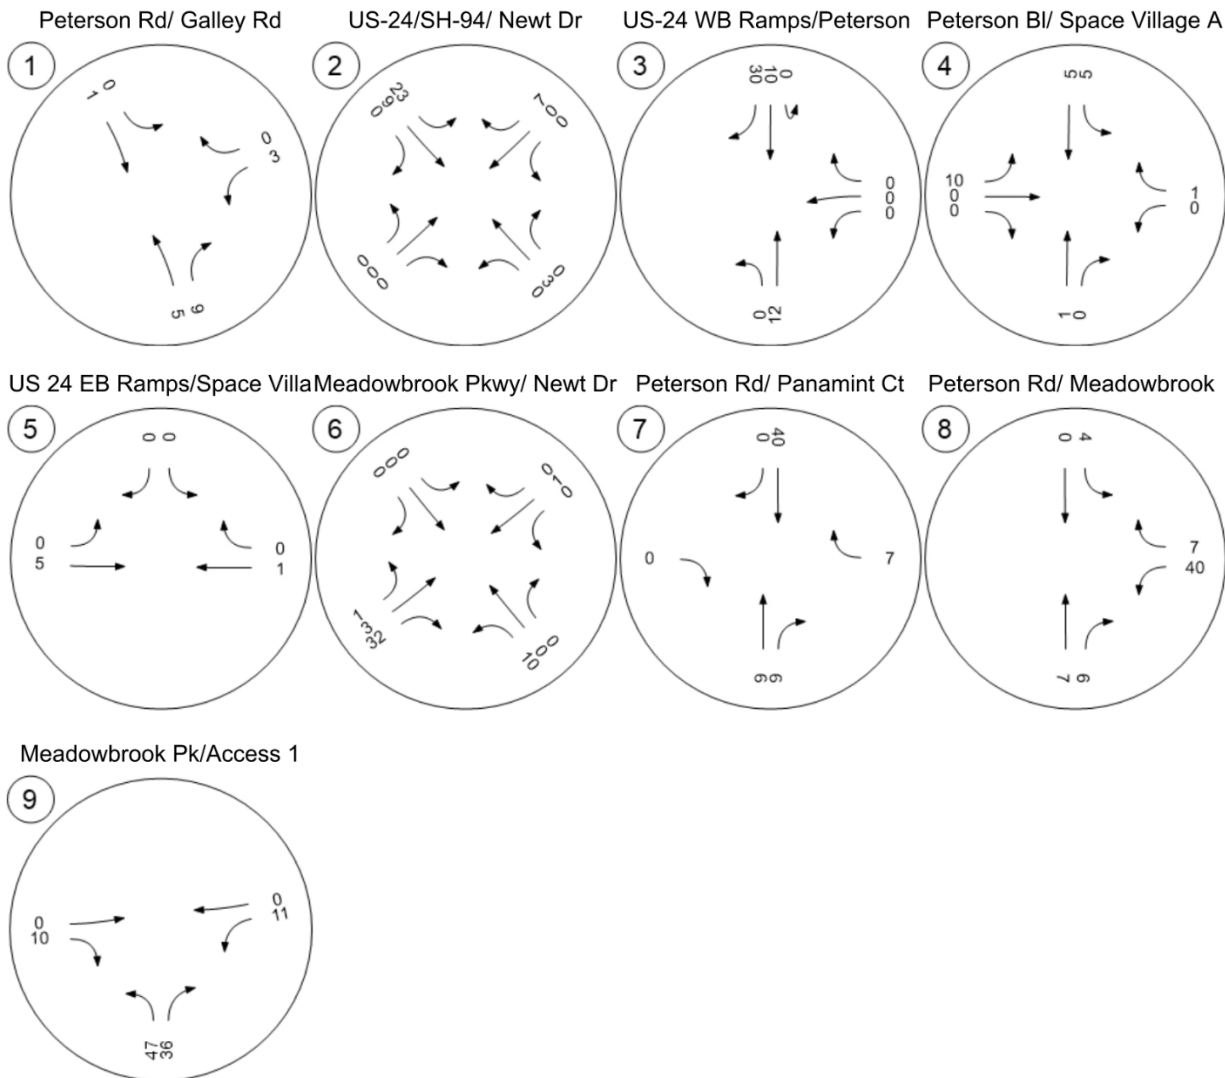 Peterson Rd/ Galley Rd
1
1 0
0
3
5 9
US-24/SH-94/ Newt Dr
2
0 9 23
7 0 0
0 0 0
0 3 0
US-24 WB Ramps/Peterson
3
30 10 0
0
0
0
0 12
Peterson Bl/ Space Village A
4
5 5
10
0
0
1
0
1 0
US 24 EB Ramps/Space Villa
5
0 0
0
5
0
1
Meadowbrook Pkwy/ Newt Dr
6
0 0 0
0 1 0
1 3 32
10 0 0
Peterson Rd/ Panamint Ct
7
0 40
0
7
6 6
Peterson Rd/ Meadowbrook
8
0 4
7
40
7 6
Meadowbrook Pk/Access 1
9
0
10
0
11
47 36